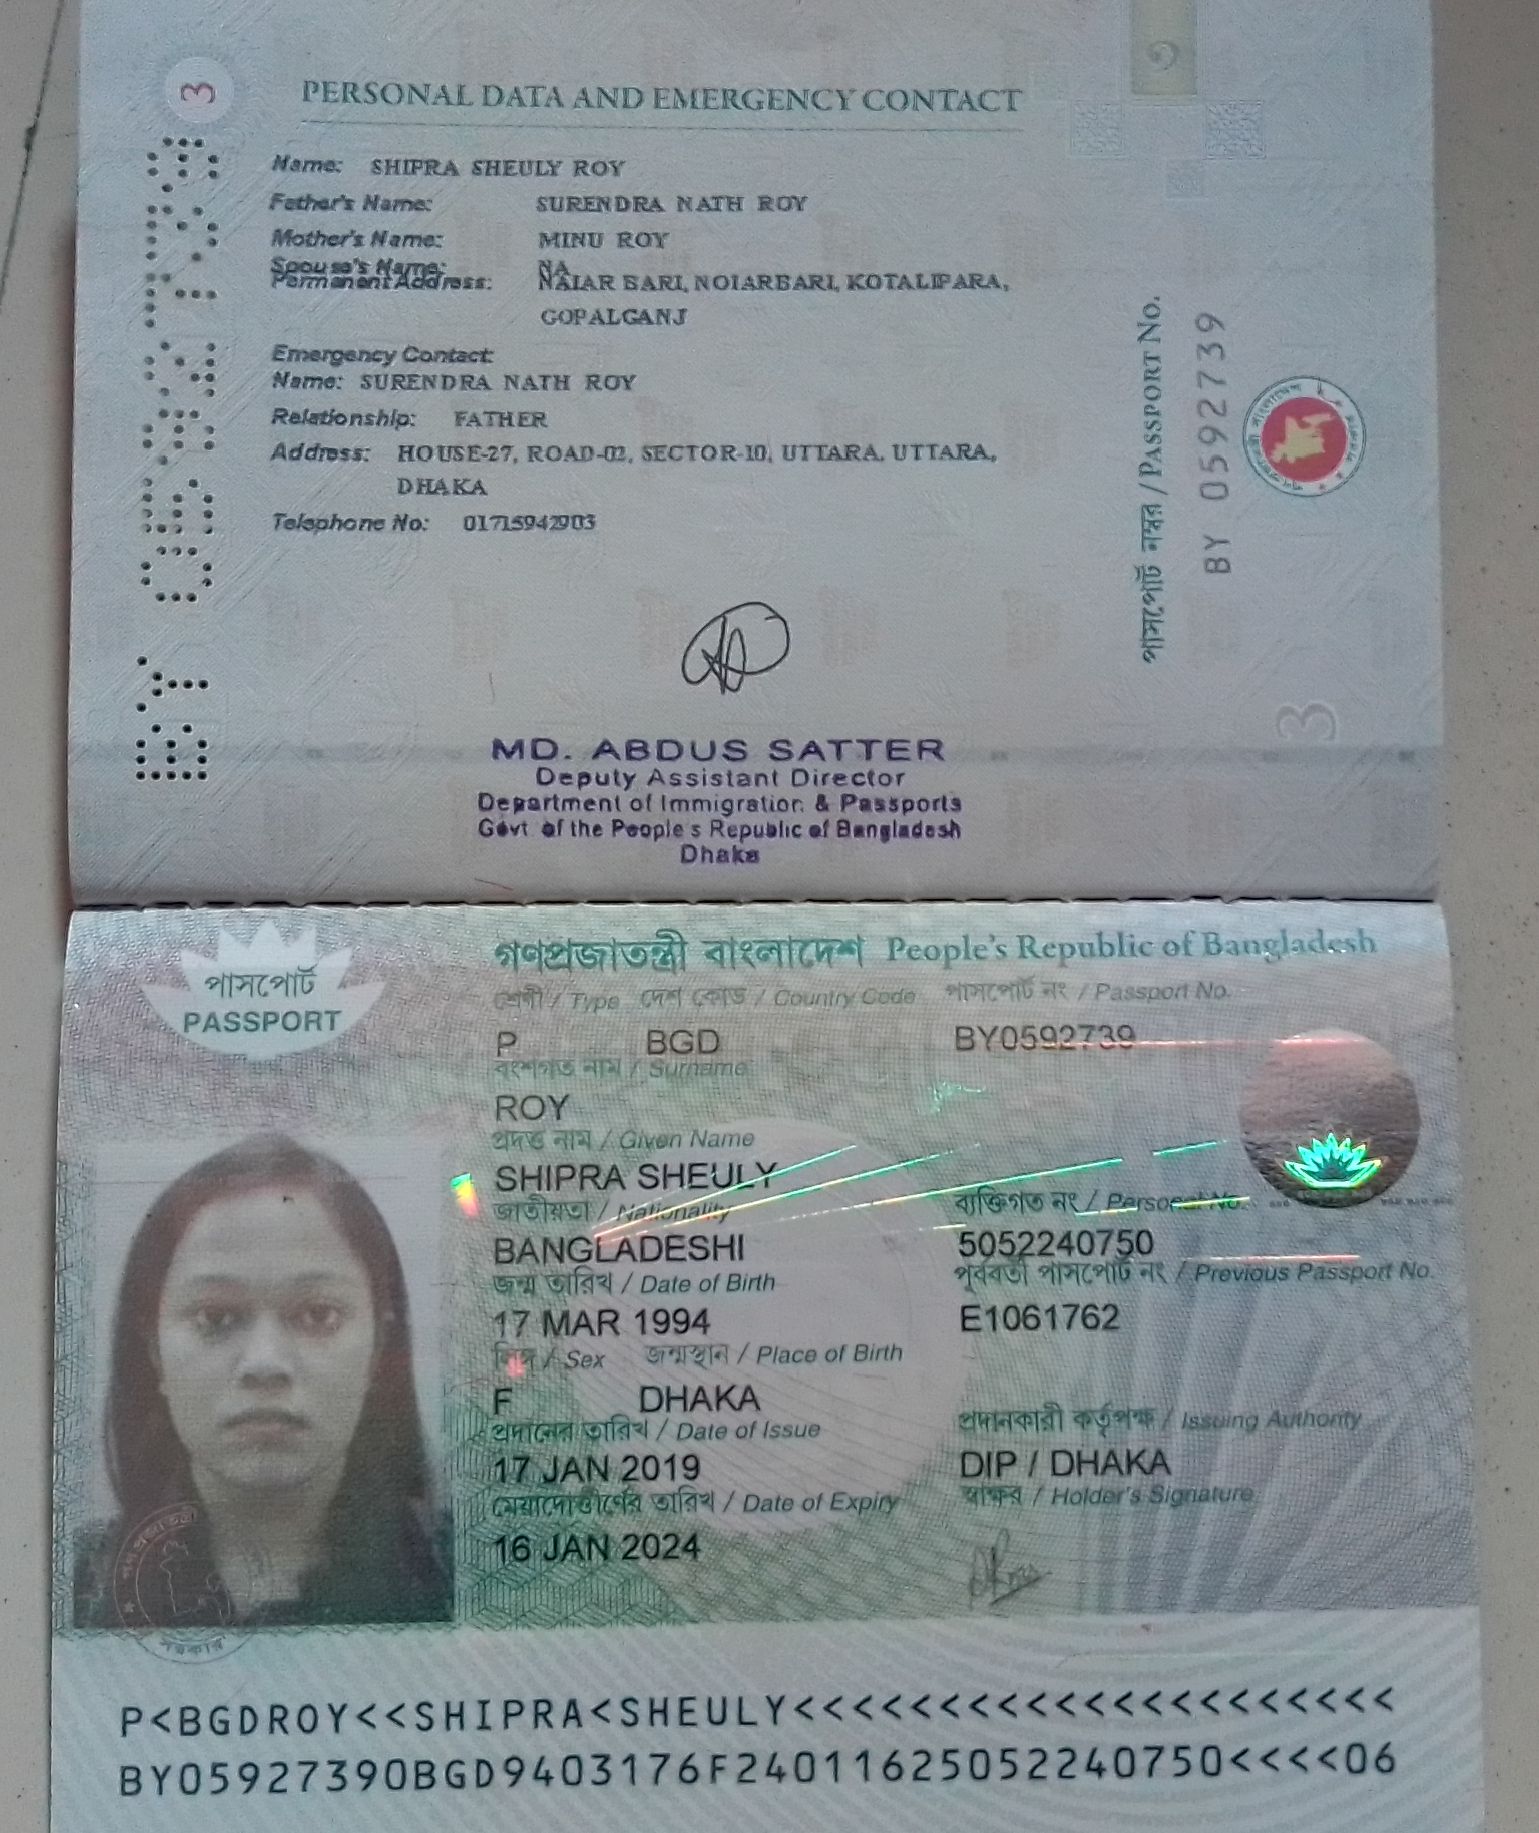 3
PERSONAL DATA AND EMERGENCY CONTACT
Name: SHIPRA SHEULY ROY
Father's Name: SURENDRA NATH ROY
Mother's Name: MINU ROY
Spouse's Name: NA
Permanent Address: NAIAR BARI, NOIARBARI, KOTALIPARA,
GOPALGANJ
Emergency Contact:
Name: SURENDRA NATH ROY
Relationship: FATHER
Address: HOUSE-27, ROAD-02, SECTOR-10, UTTARA, UTTARA,
DHAKA
Telephone No: 01715942903
পাসপোর্ট নম্বর / PASSPORT No.
BY 0592739
3
MD. ABDUS SATTER
Deputy Assistant Director
Department of Immigration & Passports
Govt of the People's Republic of Bangladesh
Dhaka
পাসপোর্ট
PASSPORT
গণপ্রজাতন্ত্রী বাংলাদেশ People's Republic of Bangladesh
শ্রেণী / Type দেশ কোড / Country Code পাসপোর্ট নং / Passport No.
P BGD BY0592739
বংশগত নাম / Surname
ROY
প্রদত্ত নাম / Given Name
SHIPRA SHEULY
জাতীয়তা / Nationality ব্যক্তিগত নং / Personal No.
BANGLADESHI 5052240750
জন্ম তারিখ / Date of Birth পূর্ববর্তী পাসপোর্ট নং / Previous Passport No.
17 MAR 1994 E1061762
লিঙ্গ / Sex জন্মস্থান / Place of Birth
F DHAKA
প্রদানের তারিখ / Date of Issue প্রদানকারী কর্তৃপক্ষ / Issuing Authority
17 JAN 2019 DIP / DHAKA
মেয়াদোত্তীর্ণের তারিখ / Date of Expiry স্বাক্ষর / Holder's Signature
16 JAN 2024
P<BGDROY<<SHIPRA<SHEULY<<<<<<<<<<<<<<<<<<<<<
BY05927390BGD9403176F24011625052240750<<<<06